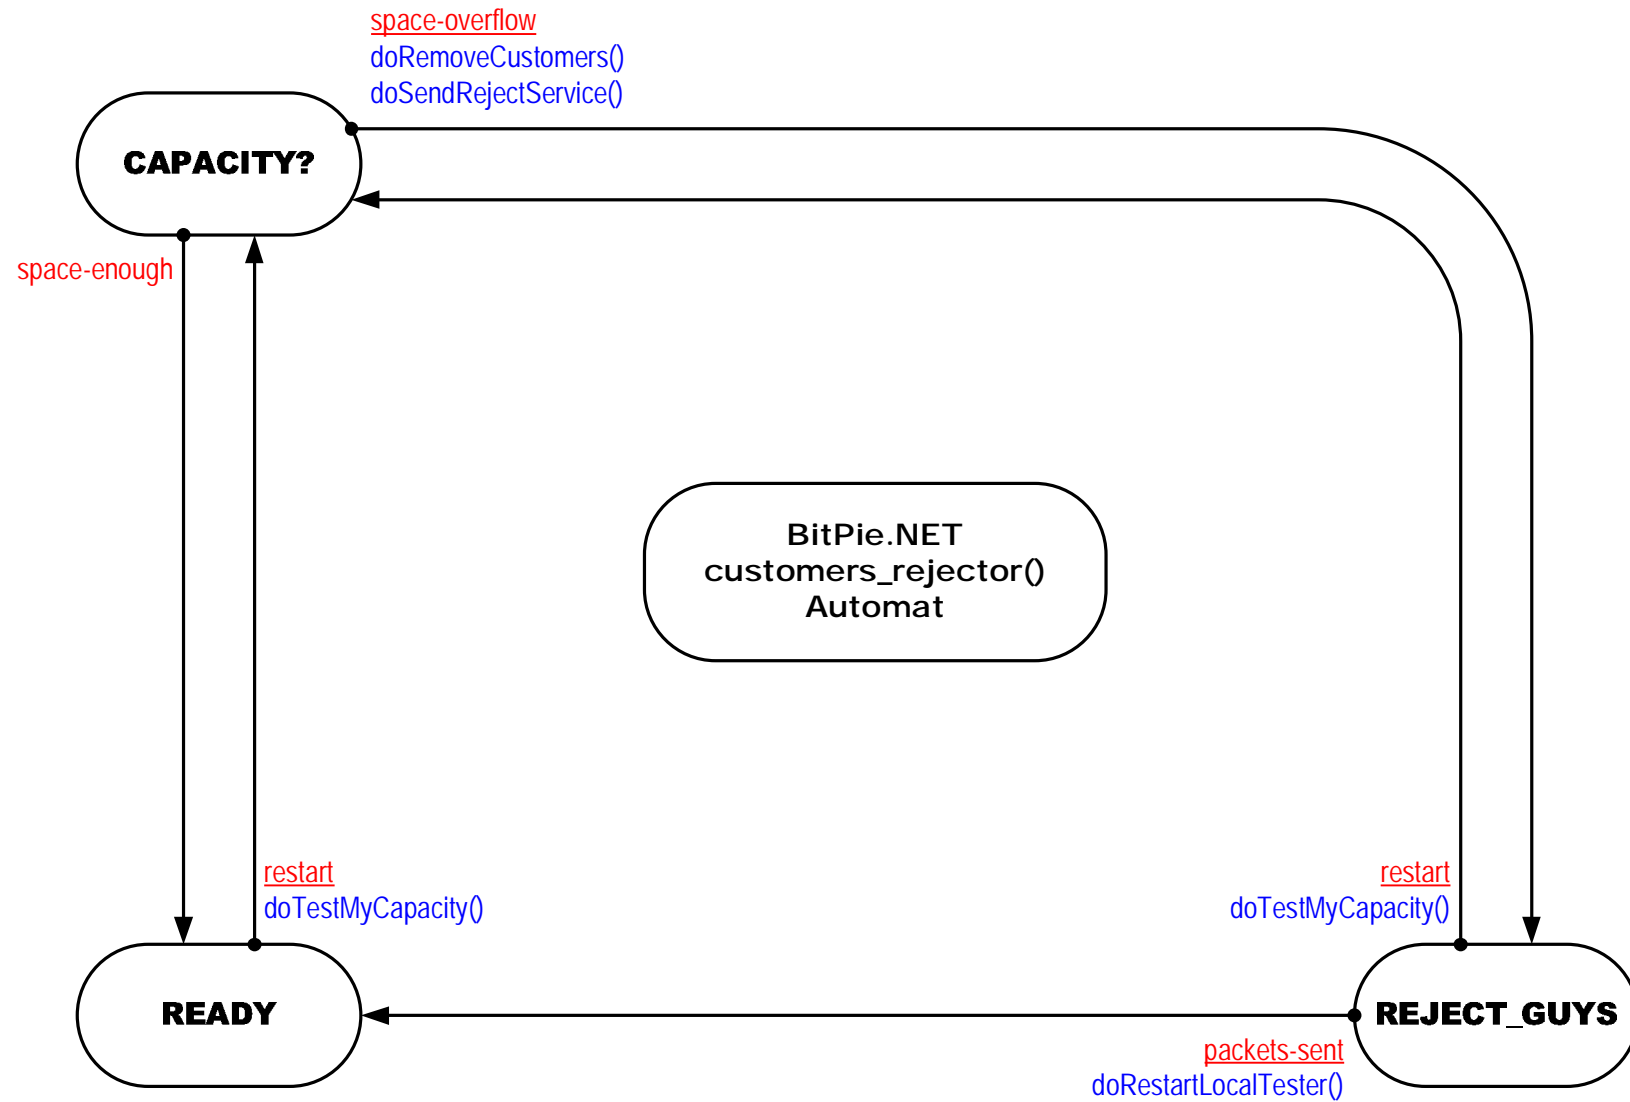 space-overflow
doRemoveCustomers()
doSendRejectService()
CAPACITY?
space-enough
BitPie.NET
customers_rejector()
Automat
restart
doTestMyCapacity()
restart
doTestMyCapacity()
READY
REJECT_GUYS
packets-sent
doRestartLocalTester()